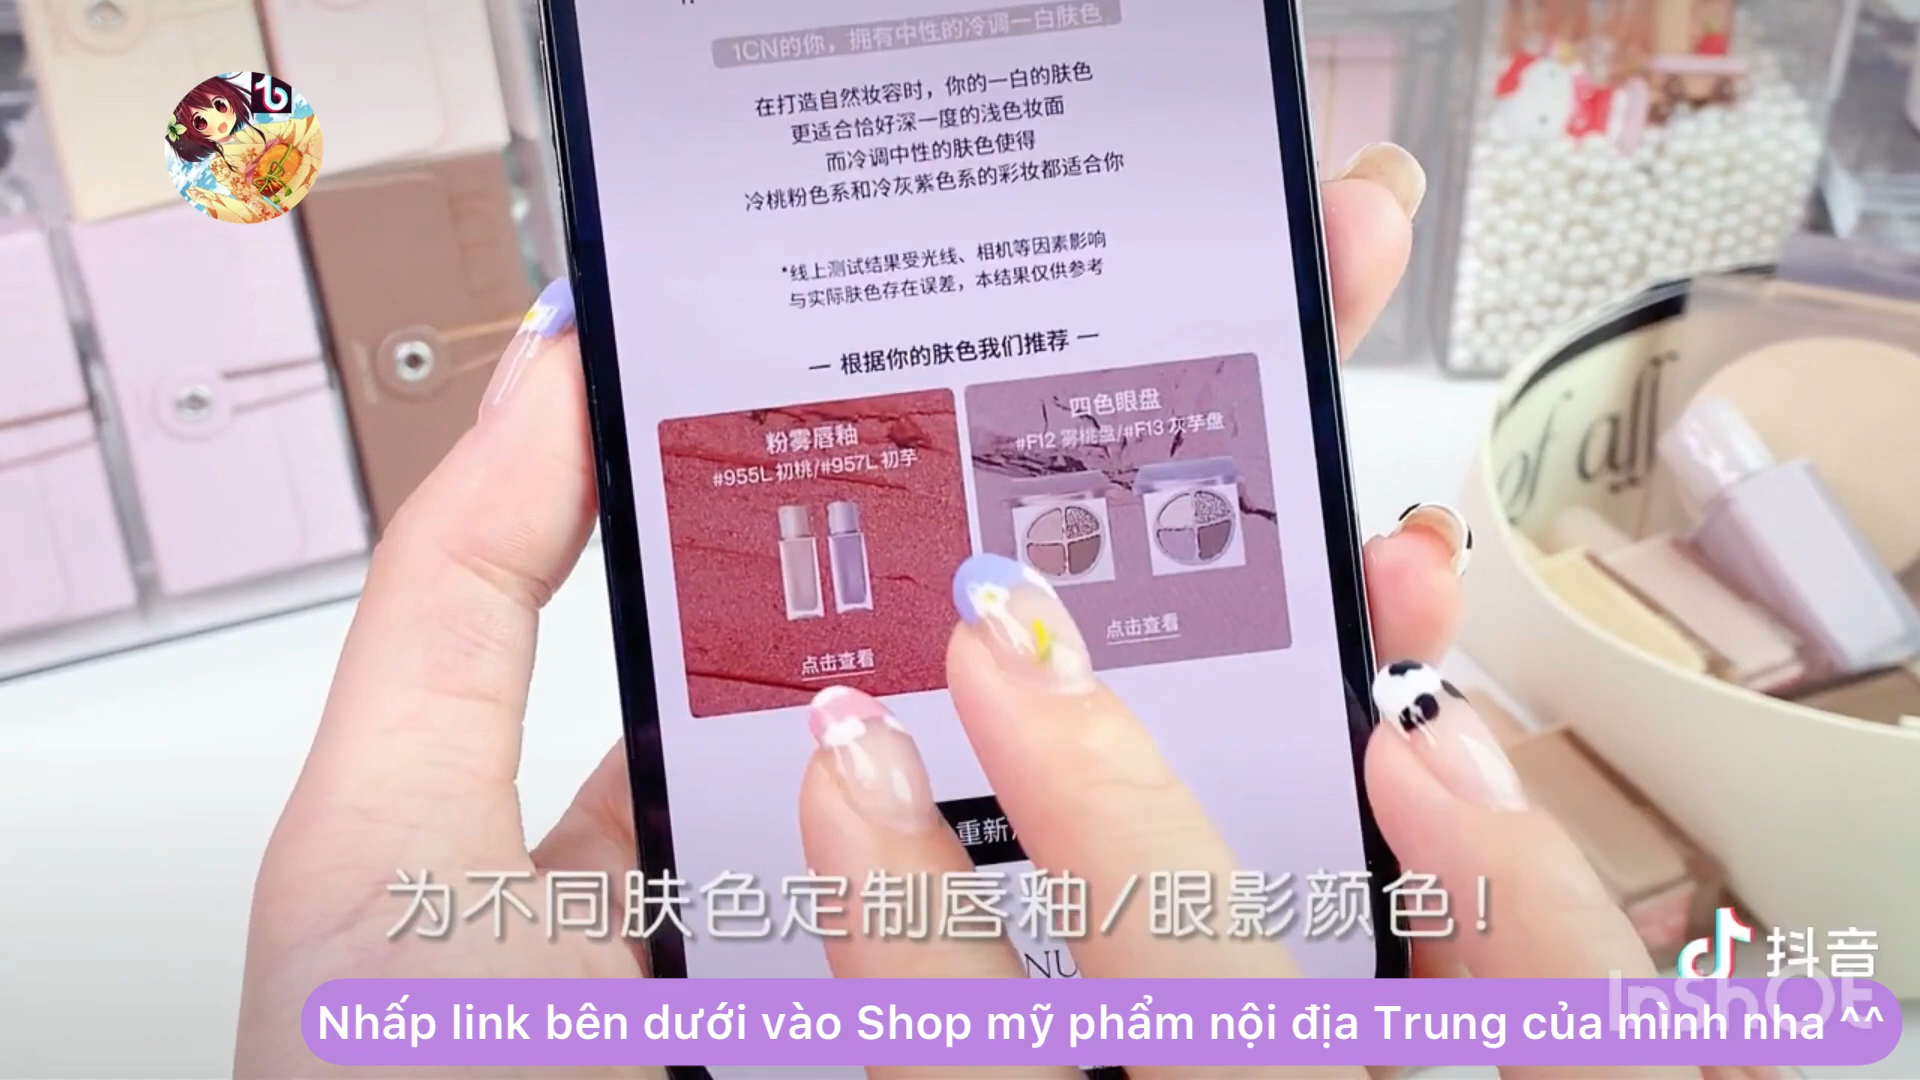 1CN的你，拥有中性的冷调一白肤色
在打造自然妆容时，你的一白的肤色
更适合恰好深一度的浅色妆面
而冷调中性的肤色使得
冷桃粉色系和冷灰紫色系的彩妆都适合你
*线上测试结果受光线、相机等因素影响
与实际肤色存在误差，本结果仅供参考
— 根据你的肤色我们推荐 —
粉雾唇釉
#955L 初桃/#957L 初芋
点击查看
四色眼盘
#F12 雾桃盘/#F13 灰芋盘
点击查看
of all
重新
为不同肤色定制唇釉/眼影颜色！
NU
抖音
InShOt
Nhấp link bên dưới vào Shop mỹ phẩm nội địa Trung của mình nha ^^